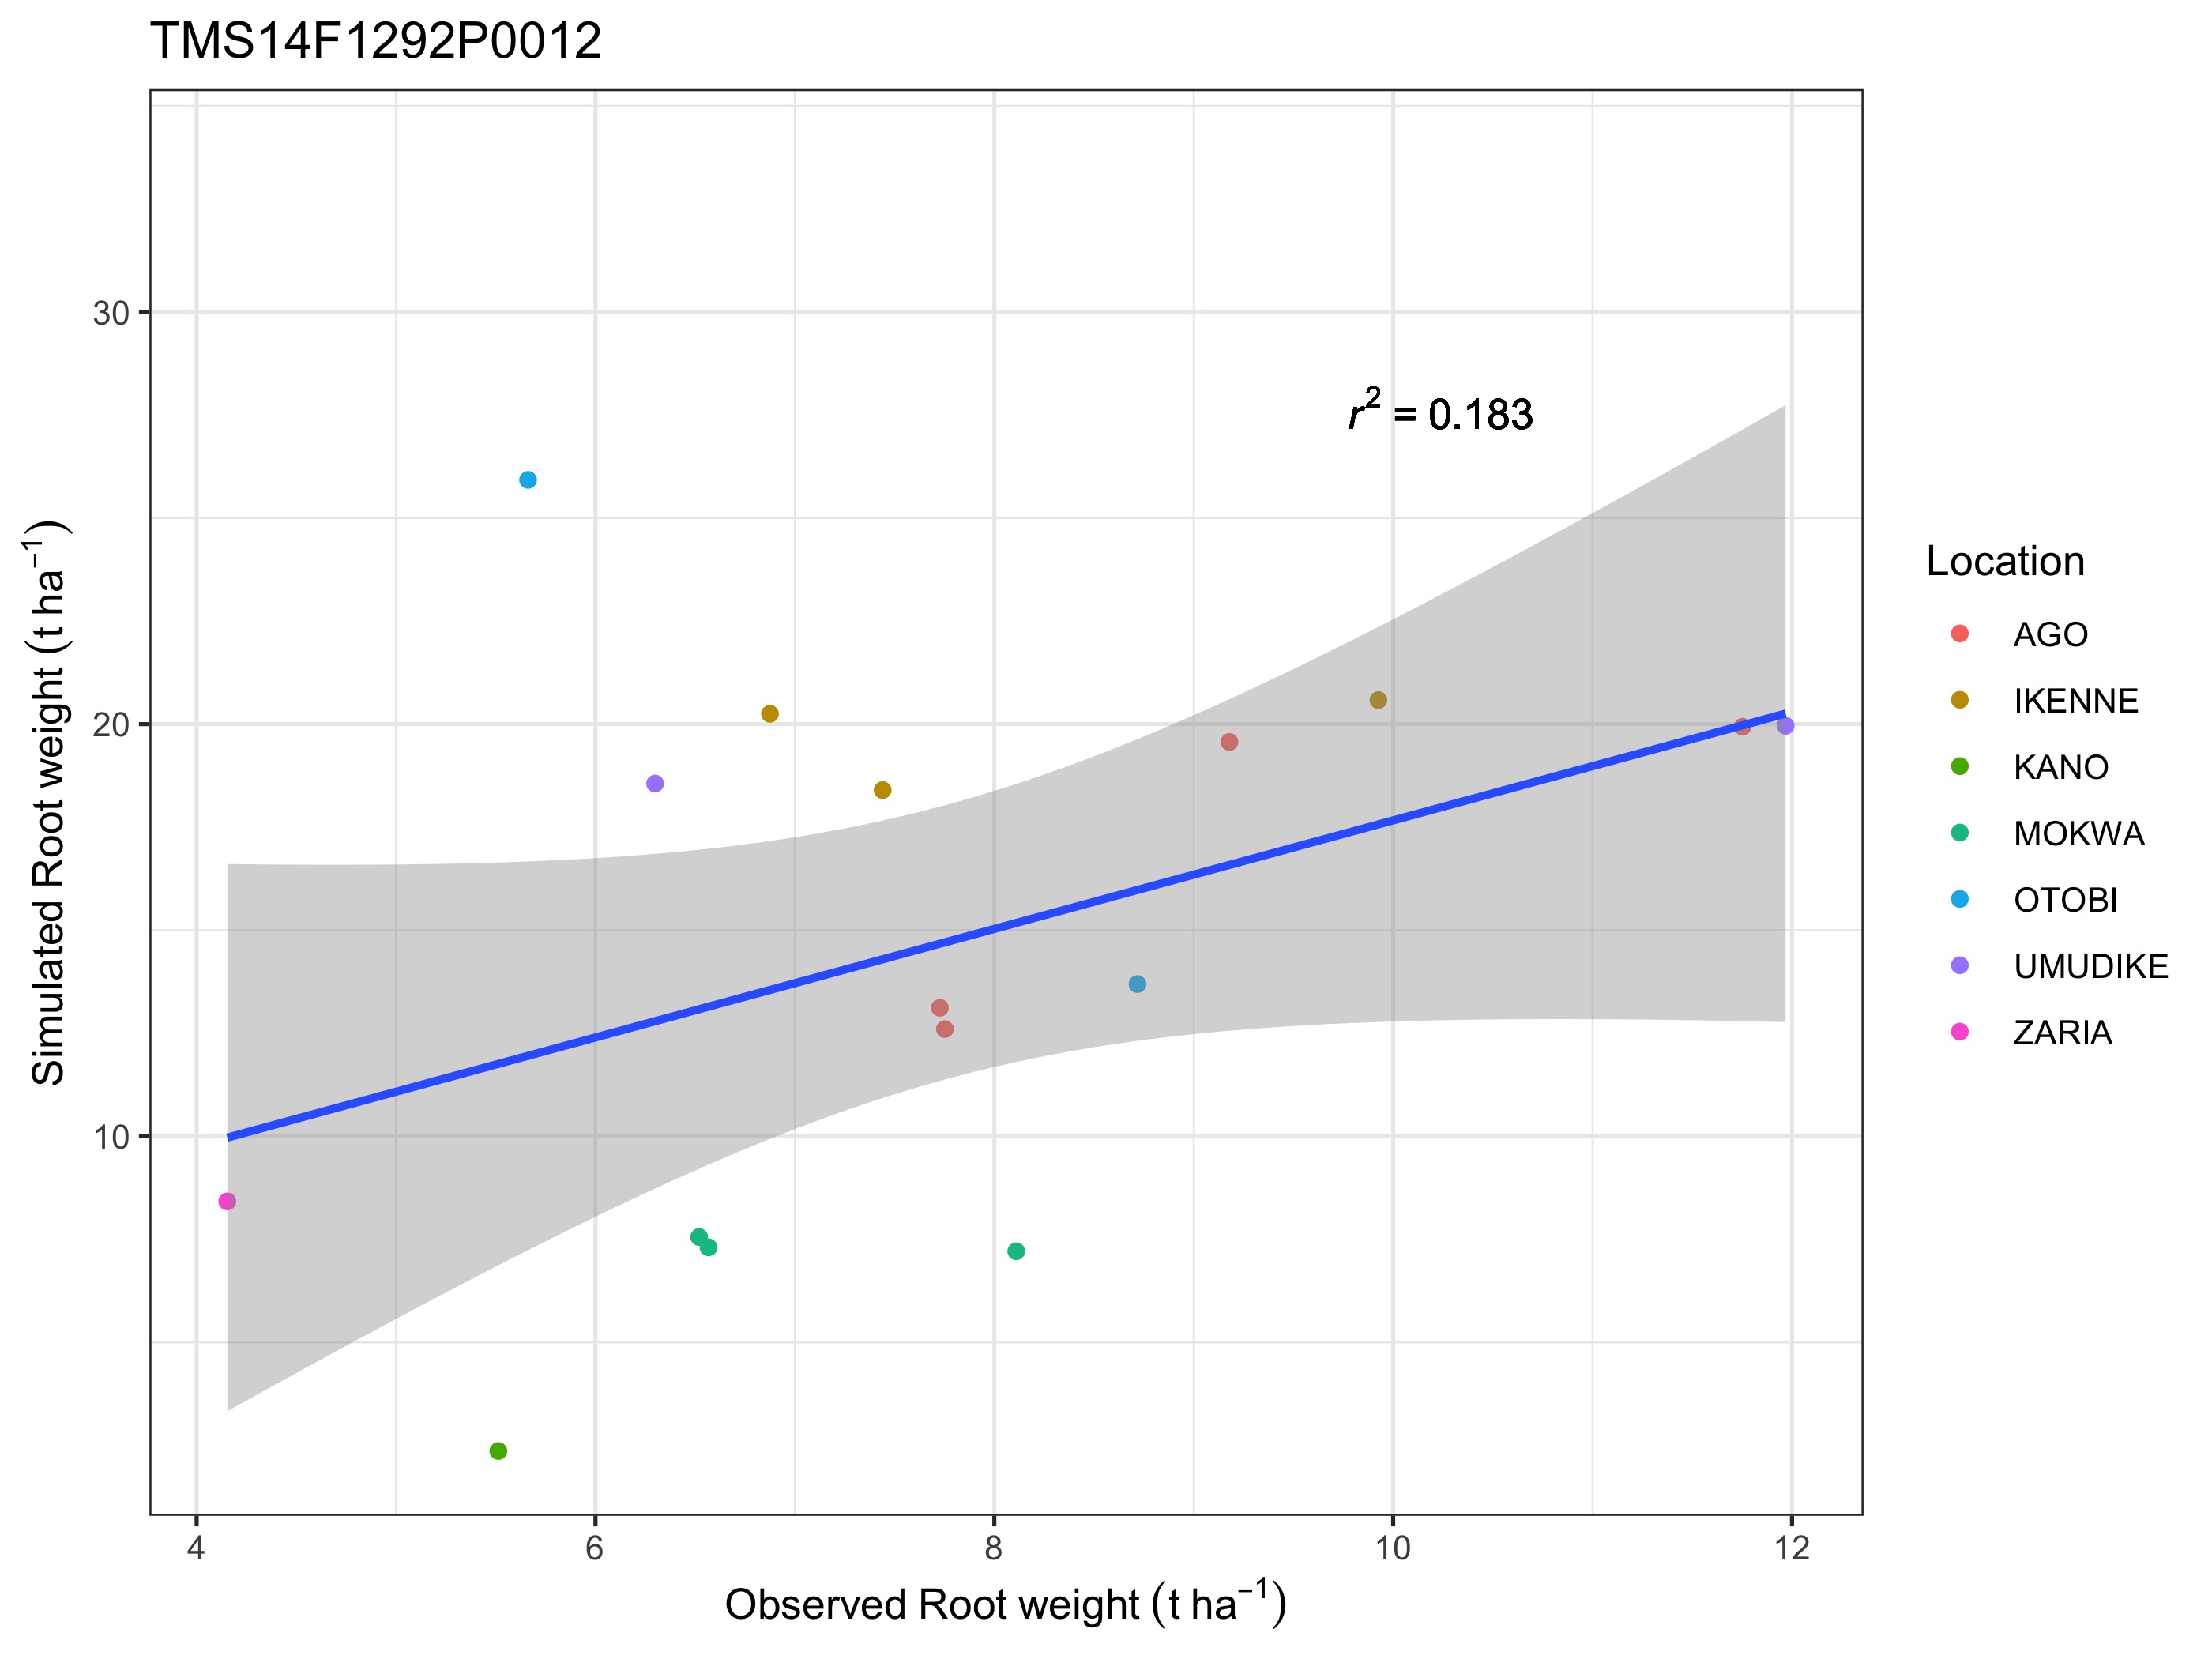 TMS14F1292P0012
30
20
10
4 6 8 10 12
r² = 0.183
Simulated Root weight (t ha⁻¹)
Observed Root weight (t ha⁻¹)
Location
AGO
IKENNE
KANO
MOKWA
OTOBI
UMUDIKE
ZARIA